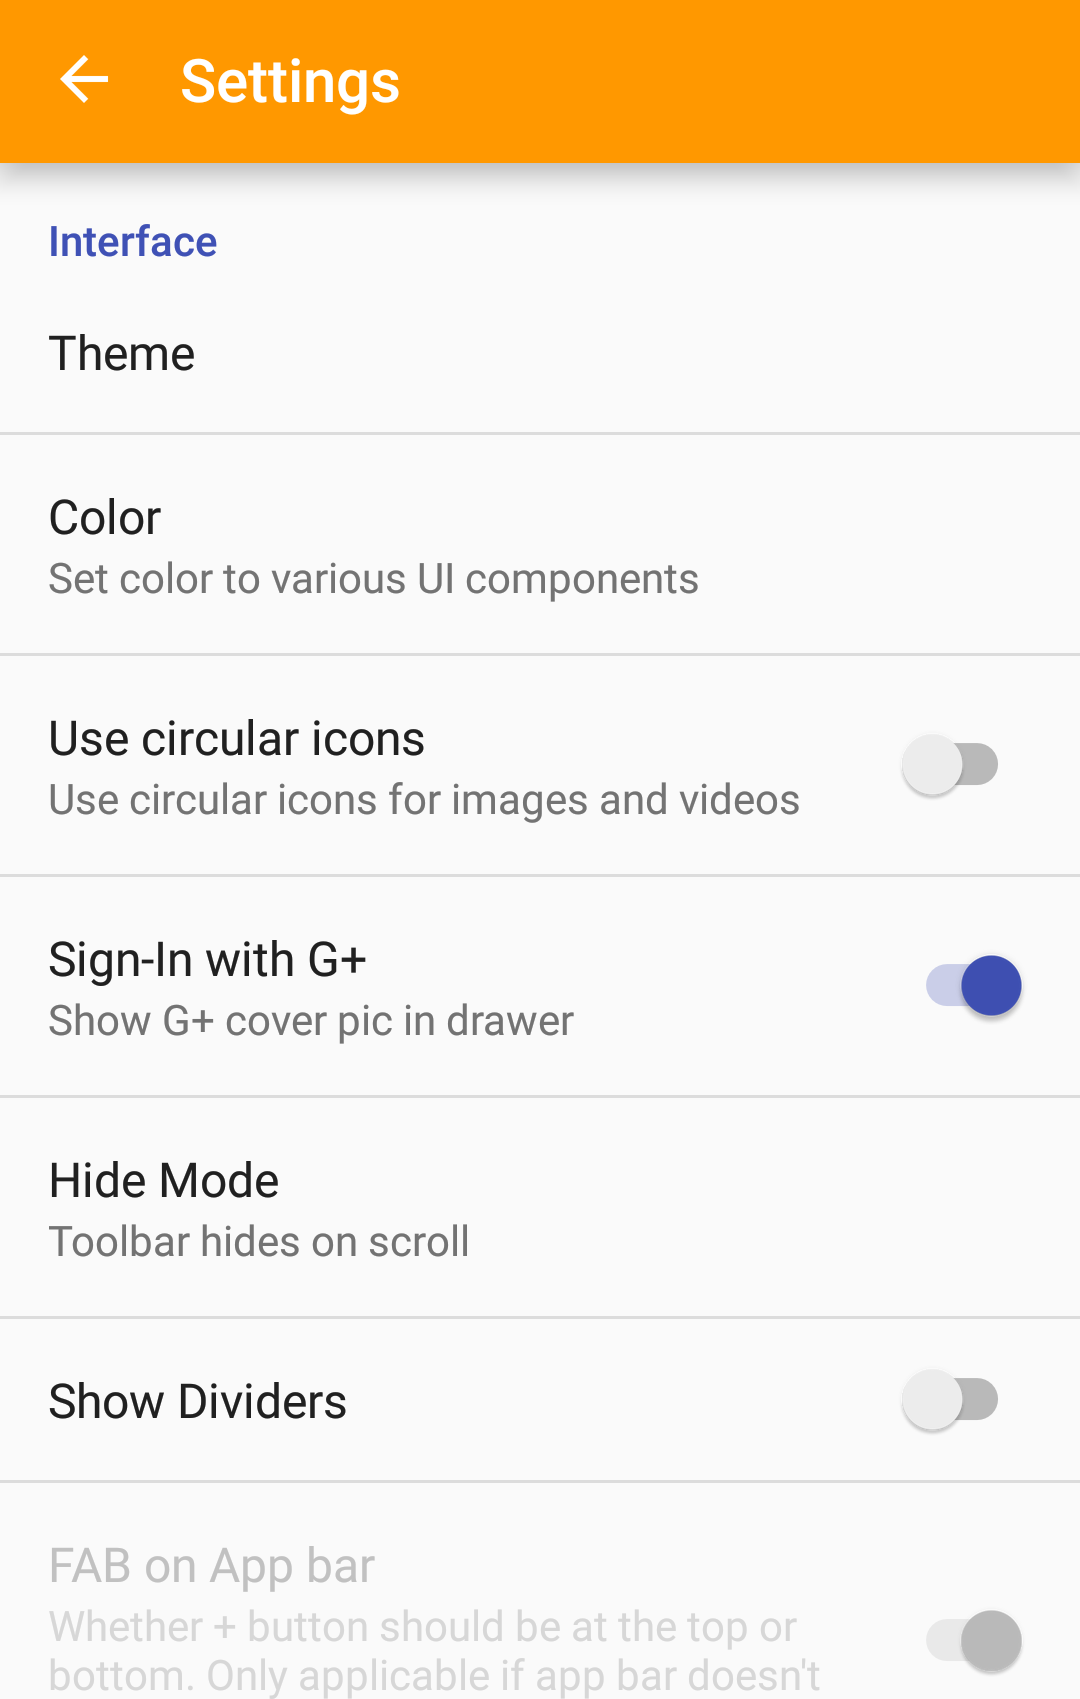 Settings
Interface
Theme
Color
Set color to various UI components
Use circular icons
Use circular icons for images and videos
Sign-In with G+
Show G+ cover pic in drawer
Hide Mode
Toolbar hides on scroll
Show Dividers
FAB on App bar
Whether + button should be at the top or
bottom. Only applicable if app bar doesn't